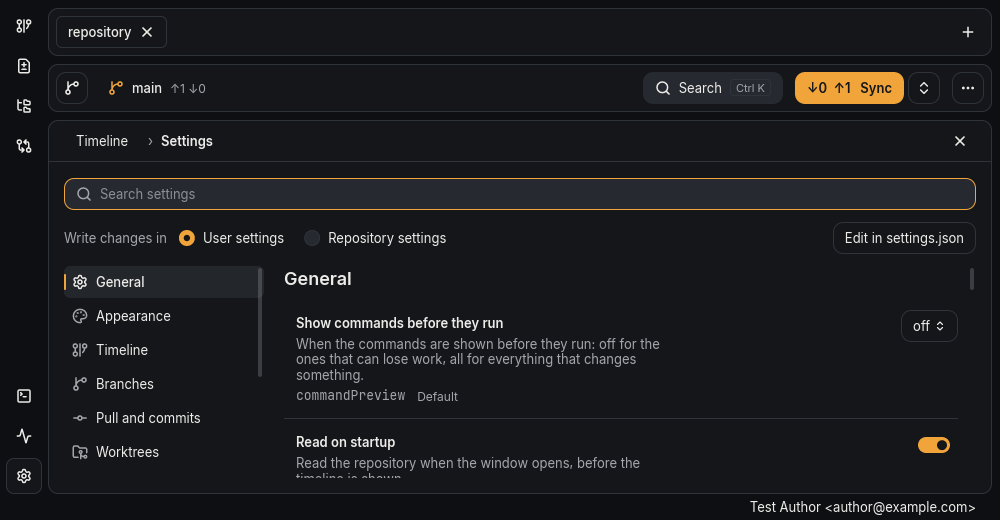 repository
main ↑1 ↓0
Search Ctrl K
↓0 ↑1 Sync
Timeline › Settings
Search settings
Write changes in User settings Repository settings
Edit in settings.json
General
Appearance
Timeline
Branches
Pull and commits
Worktrees
General
Show commands before they run
off
When the commands are shown before they run: off for the
ones that can lose work, all for everything that changes
something.
commandPreview Default
Read on startup
Read the repository when the window opens, before the
timeline is shown
Test Author <author@example.com>